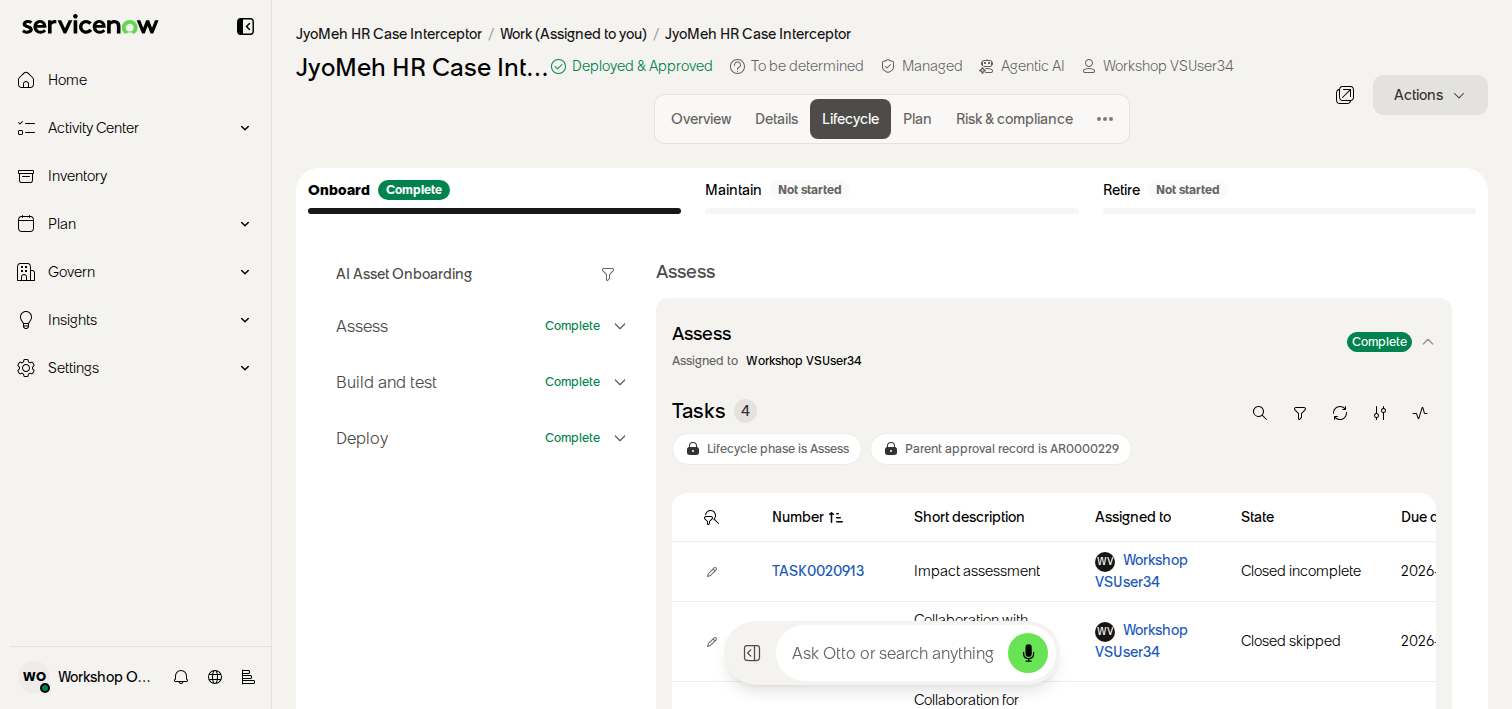 servicenow
JyoMeh HR Case Interceptor / Work (Assigned to you) / JyoMeh HR Case Interceptor
JyoMeh HR Case Int... Deployed & Approved To be determined Managed Agentic AI Workshop VSUser34
Actions
Overview Details Lifecycle Plan Risk & compliance
Home
Activity Center
Inventory
Plan
Govern
Insights
Settings
Onboard Complete Maintain Not started Retire Not started
AI Asset Onboarding
Assess Complete
Build and test Complete
Deploy Complete
Assess
Assess
Assigned to Workshop VSUser34
Complete
Tasks 4
Lifecycle phase is Assess Parent approval record is AR0000229
Number Short description Assigned to State Due
TASK0020913 Impact assessment WV Workshop VSUser34 Closed incomplete 2026-
Collaboration with
WV Workshop VSUser34 Closed skipped 2026-
Collaboration for
Ask Otto or search anything
WO Workshop O...